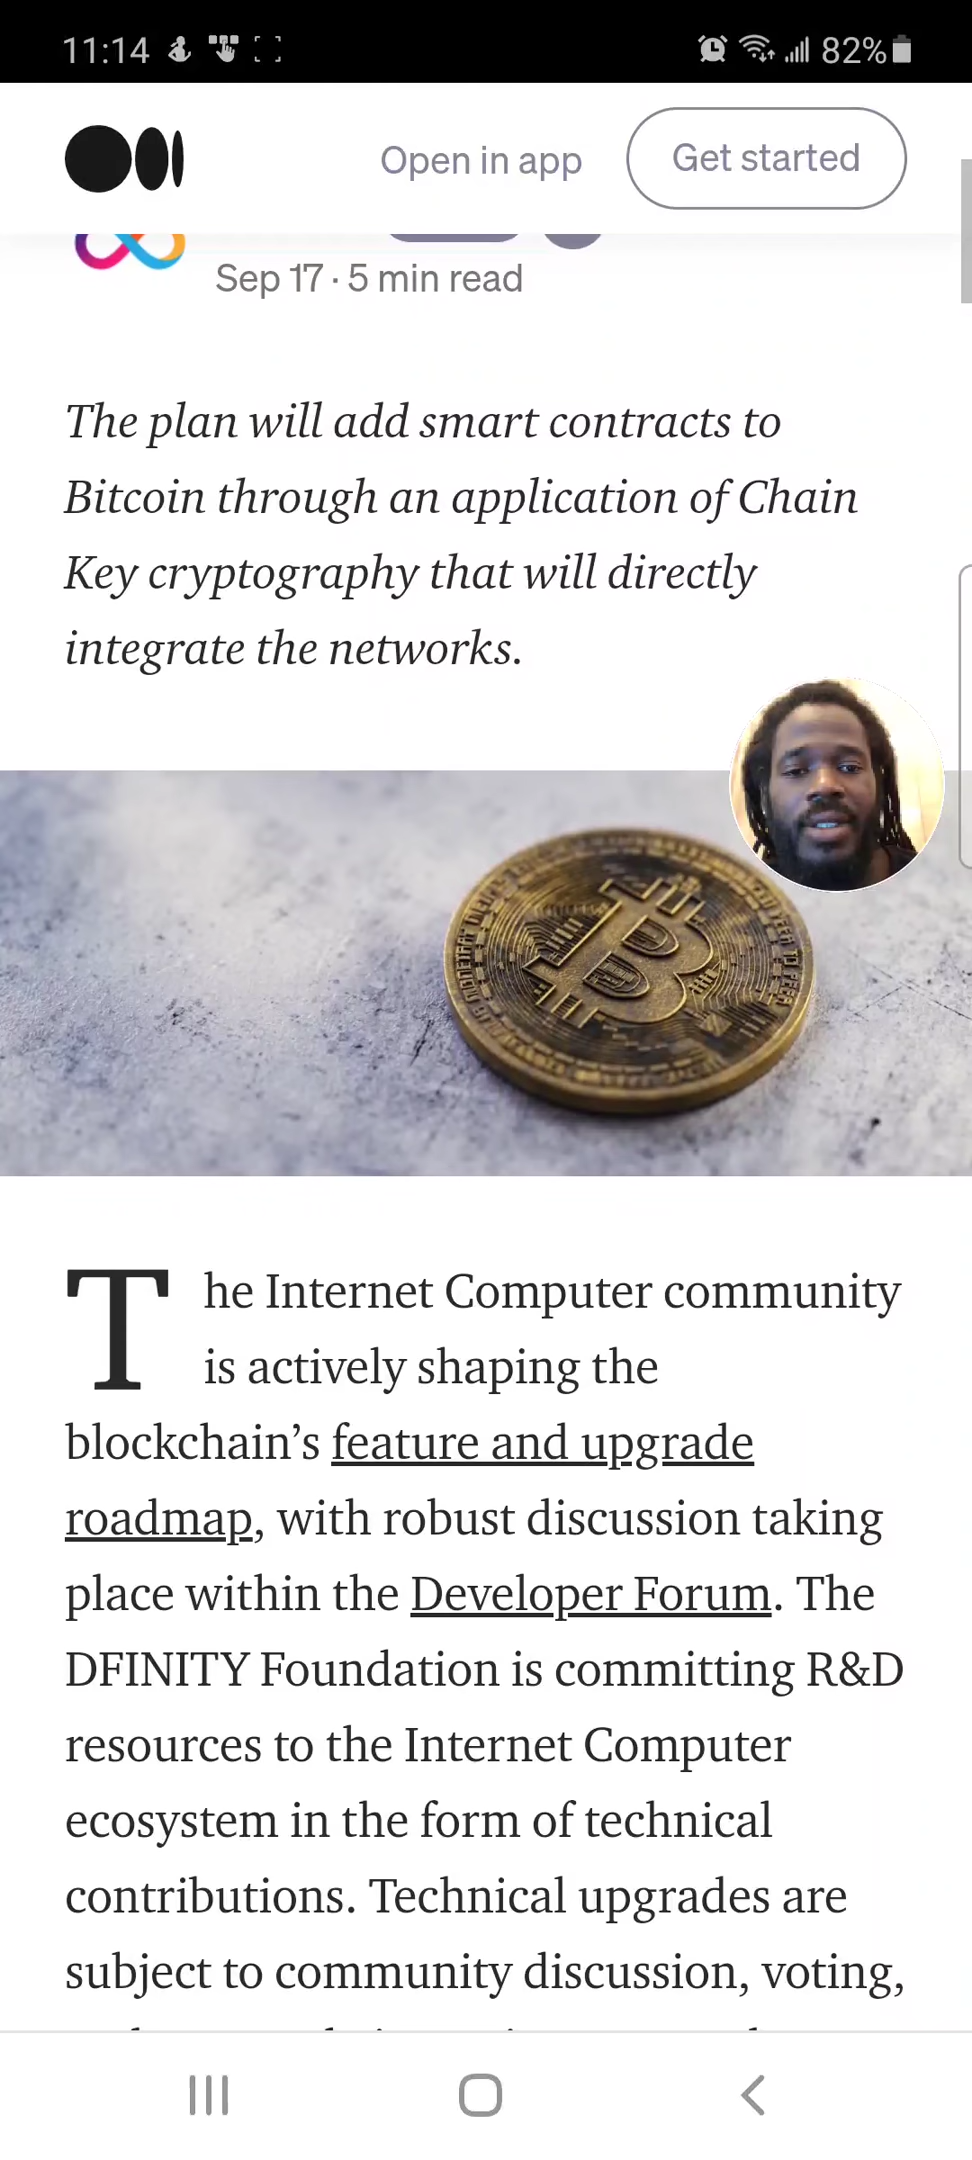 11:14
82%
Open in app
Get started
Sep 17 · 5 min read
The plan will add smart contracts to
Bitcoin through an application of Chain
Key cryptography that will directly
integrate the networks.
The Internet Computer community
is actively shaping the
blockchain’s feature and upgrade
roadmap, with robust discussion taking
place within the Developer Forum. The
DFINITY Foundation is committing R&D
resources to the Internet Computer
ecosystem in the form of technical
contributions. Technical upgrades are
subject to community discussion, voting,